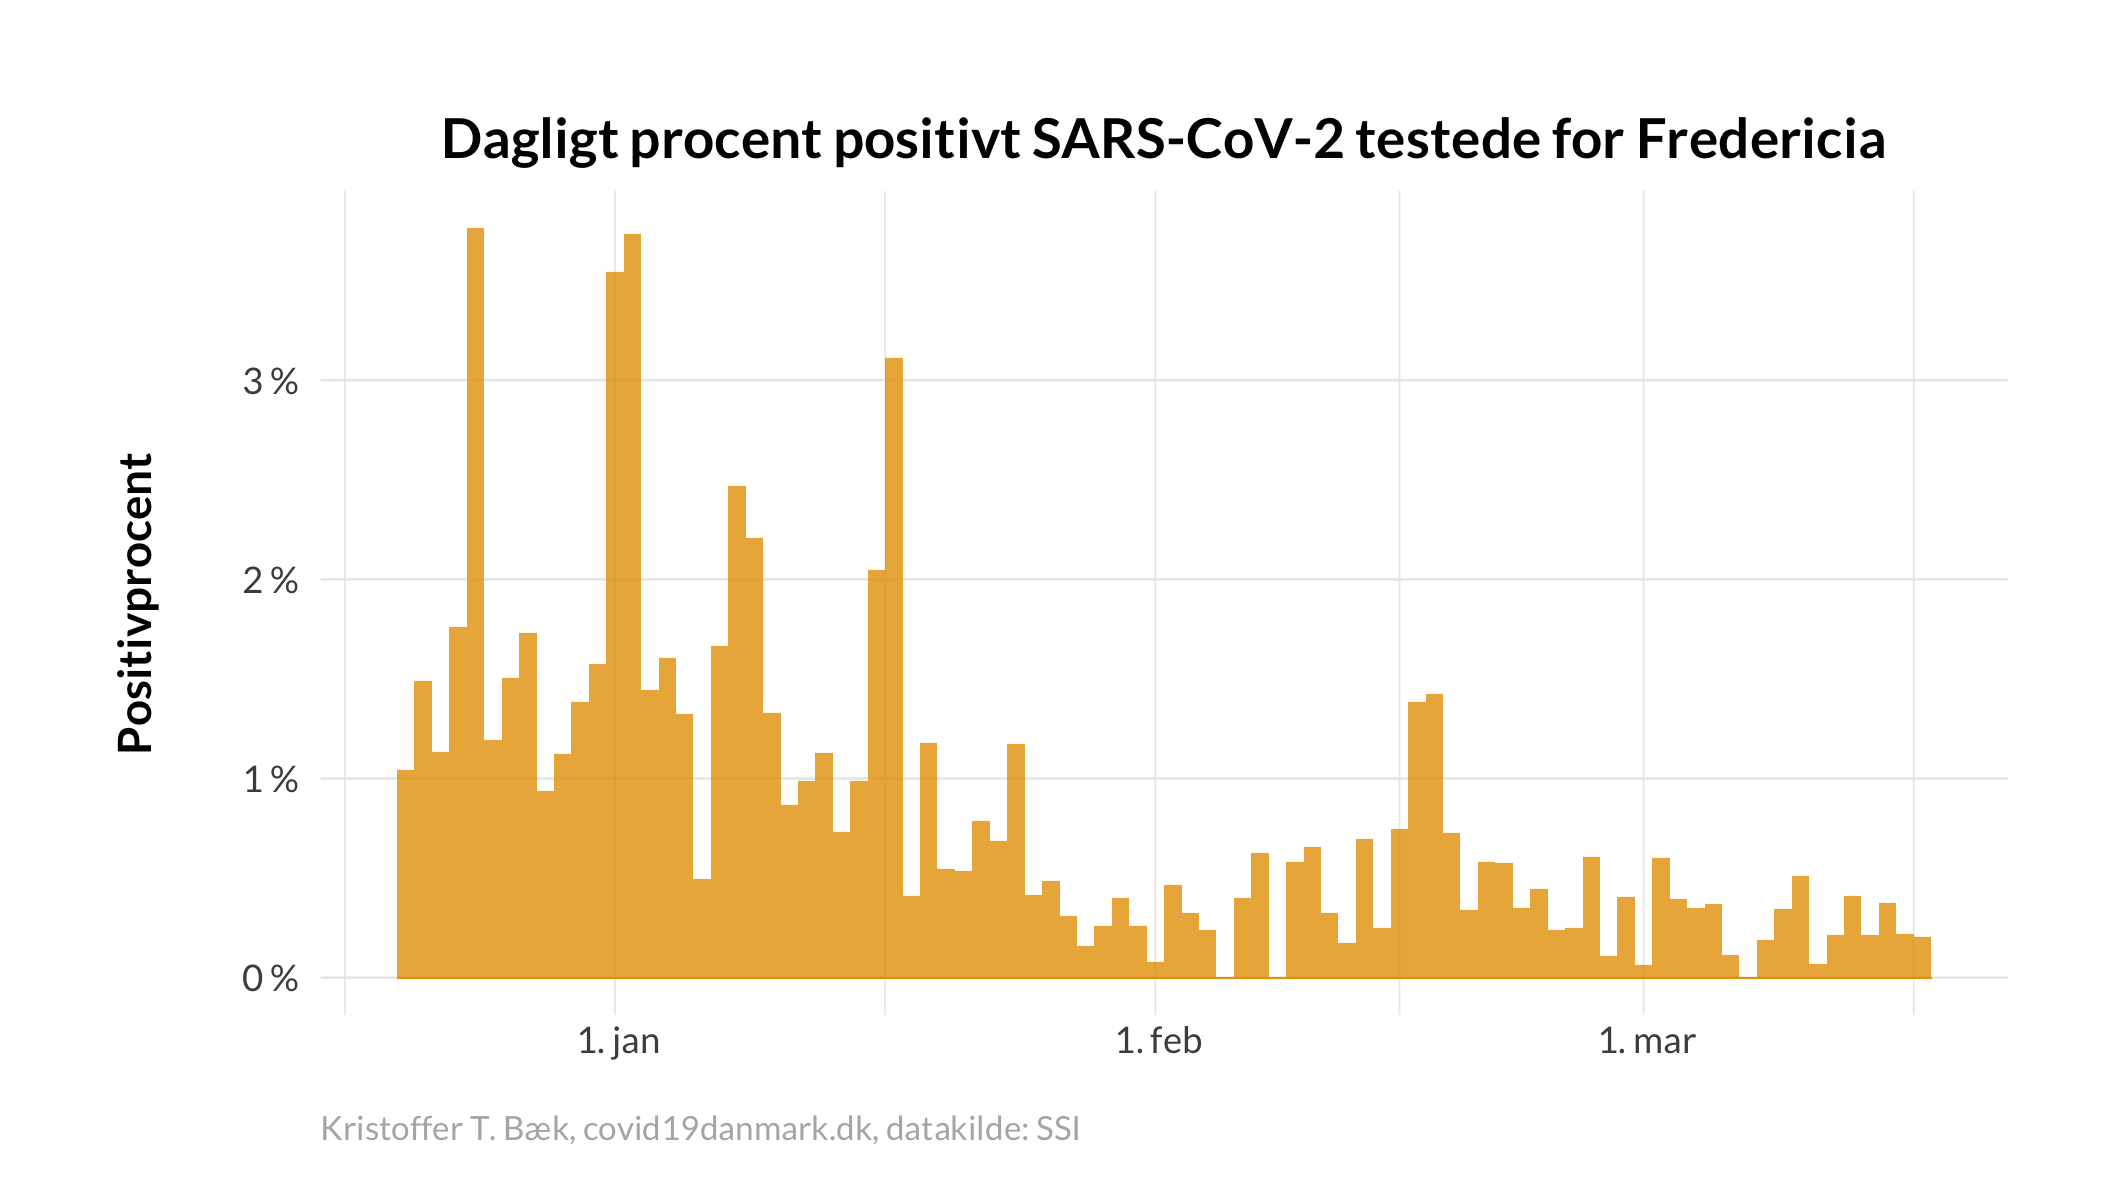 Dagligt procent positivt SARS-CoV-2 testede for Fredericia
Positivprocent
3 %
2 %
1 %
0 %
1. jan
1. feb
1. mar
Kristoffer T. Bæk, covid19danmark.dk, datakilde: SSI